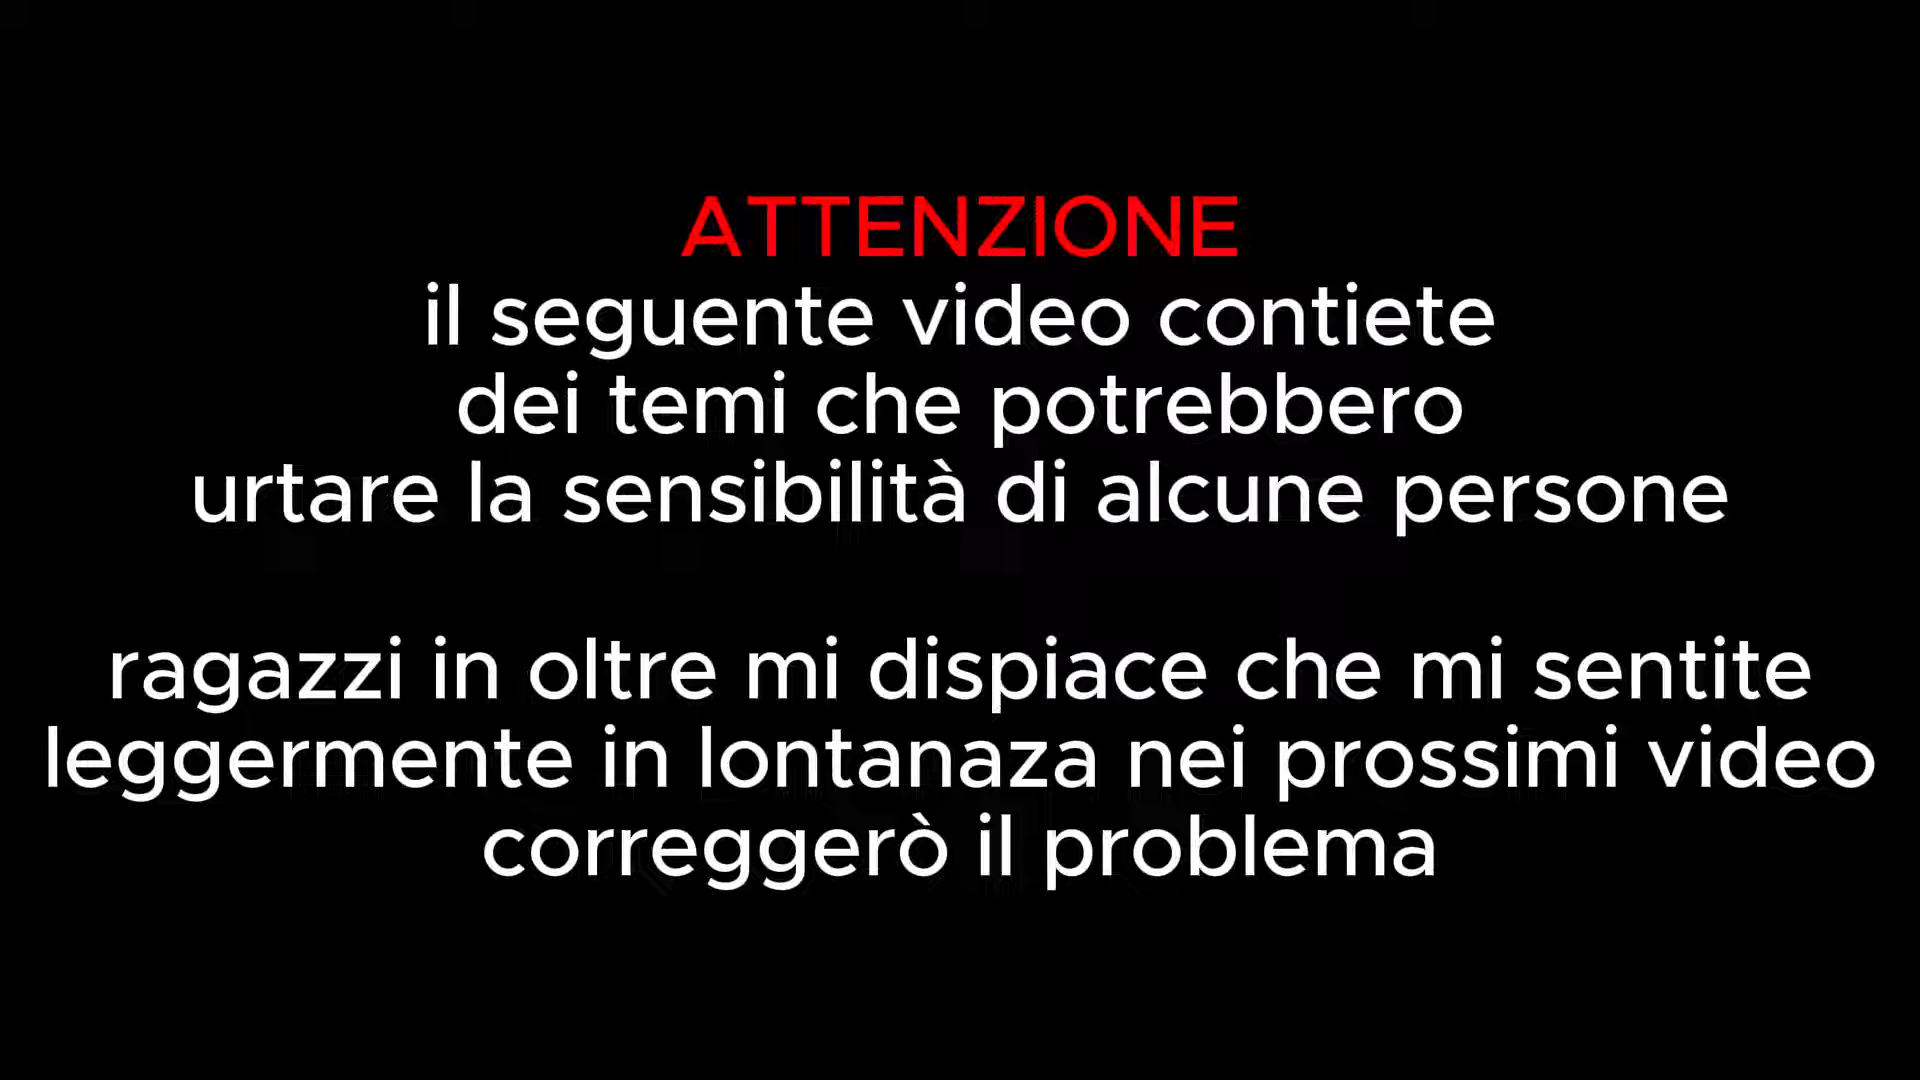 ATTENZIONE
il seguente video contiete
dei temi che potrebbero
urtare la sensibilità di alcune persone
ragazzi in oltre mi dispiace che mi sentite
leggermente in lontanaza nei prossimi video
correggerò il problema